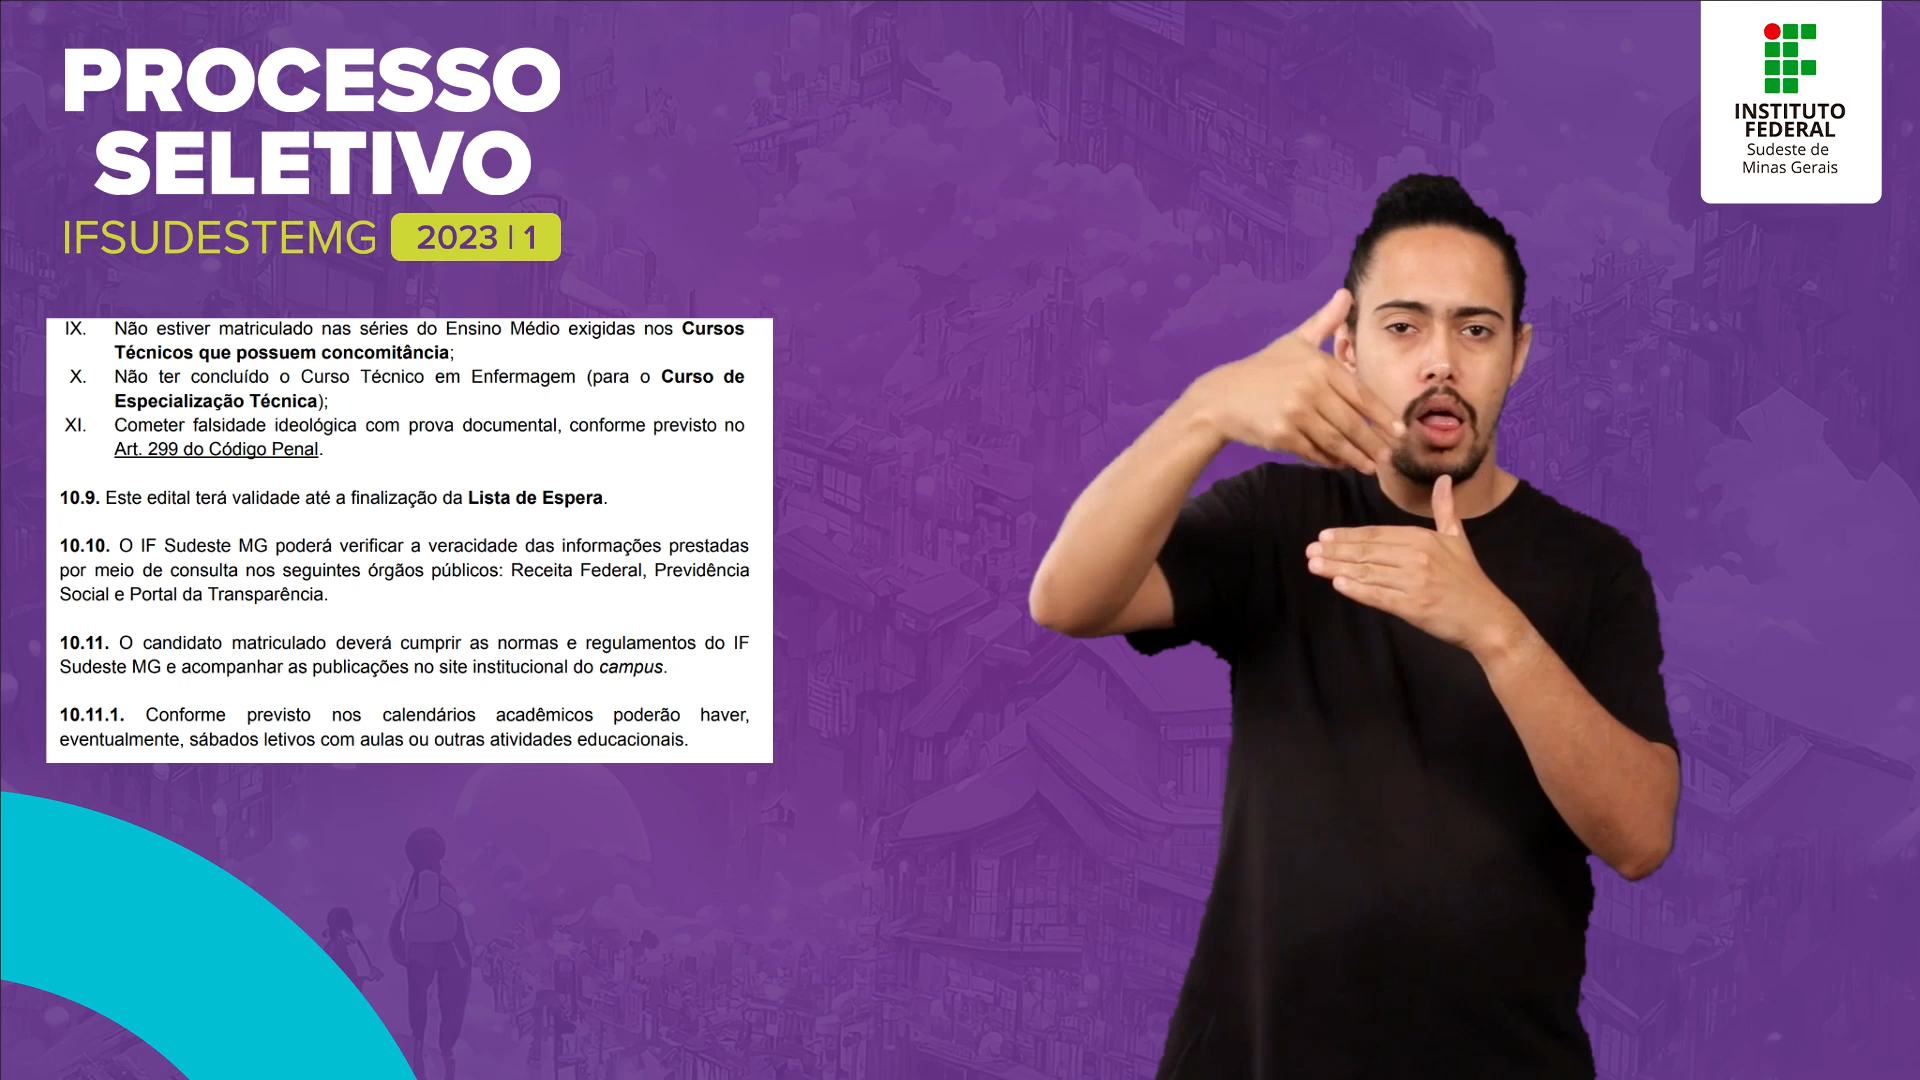 PROCESSO
SELETIVO
IFSUDESTEMG 2023 | 1
INSTITUTO
FEDERAL
Sudeste de
Minas Gerais
IX. Não estiver matriculado nas séries do Ensino Médio exigidas nos Cursos
Técnicos que possuem concomitância;
X. Não ter concluído o Curso Técnico em Enfermagem (para o Curso de
Especialização Técnica);
XI. Cometer falsidade ideológica com prova documental, conforme previsto no
Art. 299 do Código Penal.
10.9. Este edital terá validade até a finalização da Lista de Espera.
10.10. O IF Sudeste MG poderá verificar a veracidade das informações prestadas
por meio de consulta nos seguintes órgãos públicos: Receita Federal, Previdência
Social e Portal da Transparência.
10.11. O candidato matriculado deverá cumprir as normas e regulamentos do IF
Sudeste MG e acompanhar as publicações no site institucional do campus.
10.11.1. Conforme previsto nos calendários acadêmicos poderão haver,
eventualmente, sábados letivos com aulas ou outras atividades educacionais.